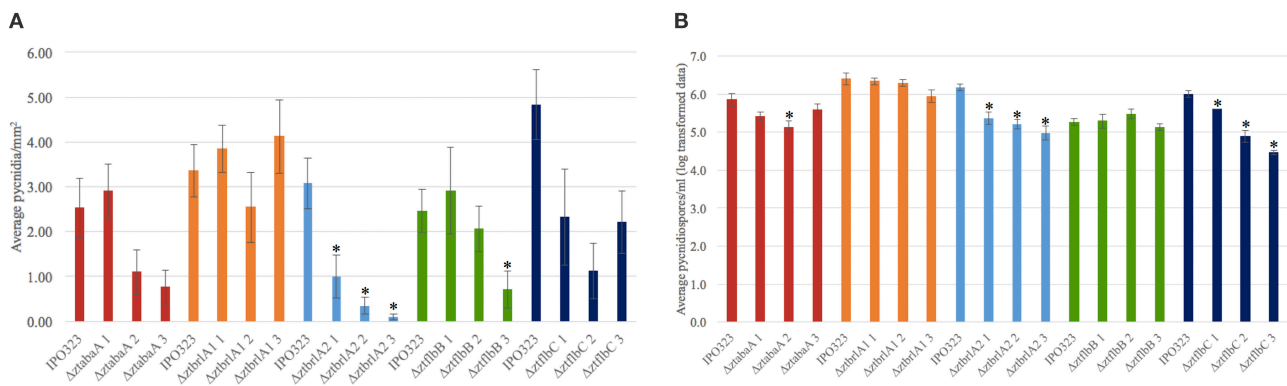 A
Average pycnidia/mm²
6.00
5.00
4.00
3.00
2.00
1.00
0.00
* * * *
IPO323
ΔztabaA 1
ΔztabaA 2
ΔztabaA 3
IPO323
ΔztbrlA1 1
ΔztbrlA1 2
ΔztbrlA1 3
IPO323
ΔztbrlA2 1
ΔztbrlA2 2
ΔztbrlA2 3
IPO323
ΔztflbB 1
ΔztflbB 2
ΔztflbB 3
IPO323
ΔztflbC 1
ΔztflbC 2
ΔztflbC 3
B
Average pycnidiospores/ml (log transformed data)
7.0
6.0
5.0
4.0
3.0
2.0
1.0
0.0
* * * * * * *
IPO323
ΔztabaA 1
ΔztabaA 2
ΔztabaA 3
IPO323
ΔztbrlA1 1
ΔztbrlA1 2
ΔztbrlA1 3
IPO323
ΔztbrlA2 1
ΔztbrlA2 2
ΔztbrlA2 3
IPO323
ΔztflbB 1
ΔztflbB 2
ΔztflbB 3
IPO323
ΔztflbC 1
ΔztflbC 2
ΔztflbC 3